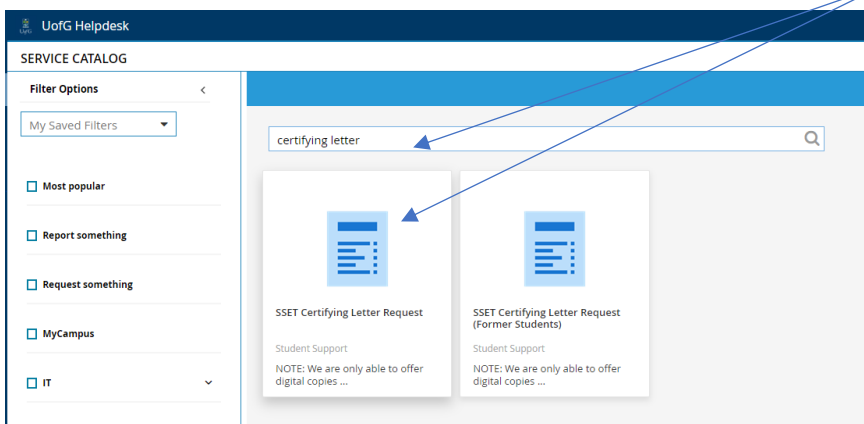 UofG Helpdesk
SERVICE CATALOG
Filter Options
My Saved Filters
Most popular
Report something
Request something
MyCampus
IT
certifying letter
SSET Certifying Letter Request
Student Support
NOTE: We are only able to offer
digital copies ...
SSET Certifying Letter Request
(Former Students)
Student Support
NOTE: We are only able to offer
digital copies ...